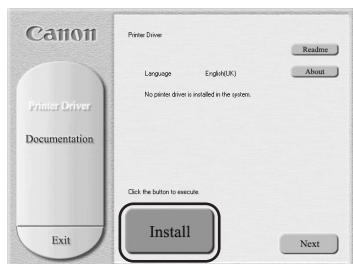 Canon
Printer Driver
Documentation
Exit
Printer Driver
Readme
Language English(UK)
About
No printer driver is installed in the system.
Click the button to execute.
Install
Next